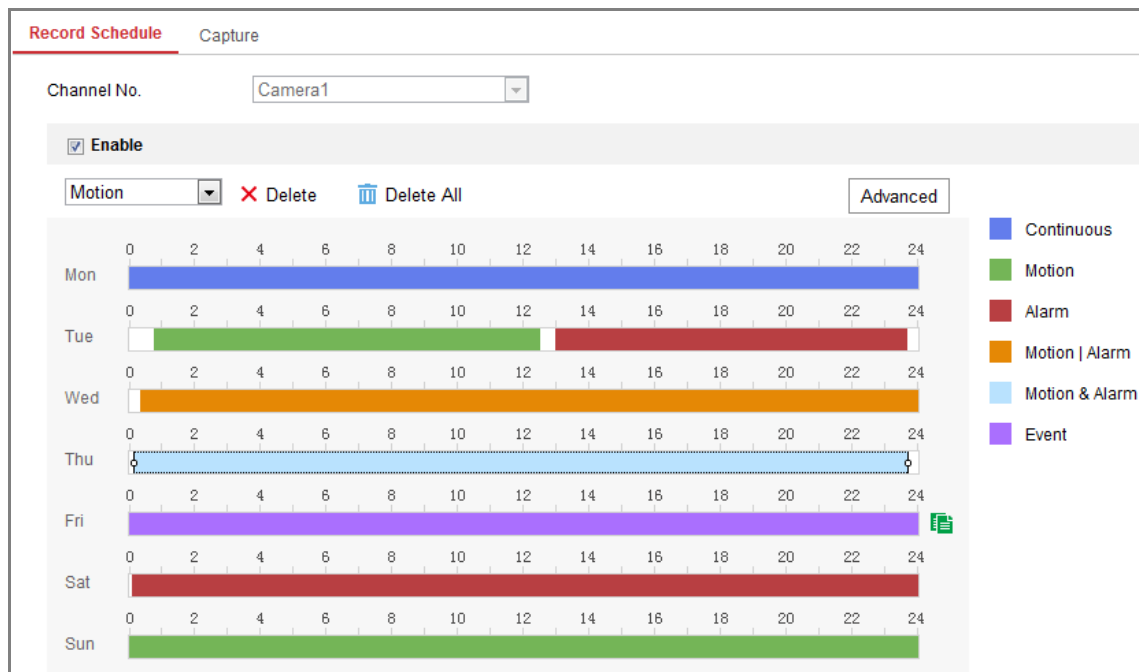 Record Schedule Capture
Channel No. Camera1
Enable
Motion Delete Delete All Advanced
0 2 4 6 8 10 12 14 16 18 20 22 24
Mon
0 2 4 6 8 10 12 14 16 18 20 22 24
Tue
0 2 4 6 8 10 12 14 16 18 20 22 24
Wed
0 2 4 6 8 10 12 14 16 18 20 22 24
Thu
0 2 4 6 8 10 12 14 16 18 20 22 24
Fri
0 2 4 6 8 10 12 14 16 18 20 22 24
Sat
0 2 4 6 8 10 12 14 16 18 20 22 24
Sun
Continuous
Motion
Alarm
Motion | Alarm
Motion & Alarm
Event